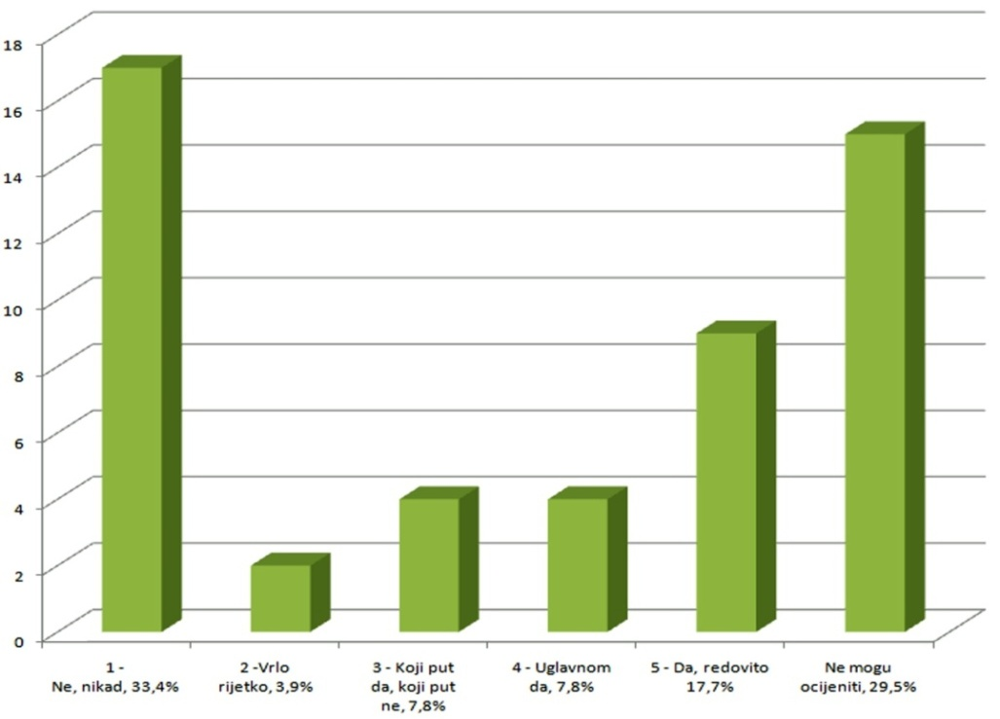 18
16
14
12
10
8
6
4
2
0
1 -
Ne, nikad, 33,4%
2 -Vrlo
rijetko, 3,9%
3 - Koji put
da, koji put
ne, 7,8%
4 - Uglavnom
da, 7,8%
5 - Da, redovito
17,7%
Ne mogu
ocijeniti, 29,5%